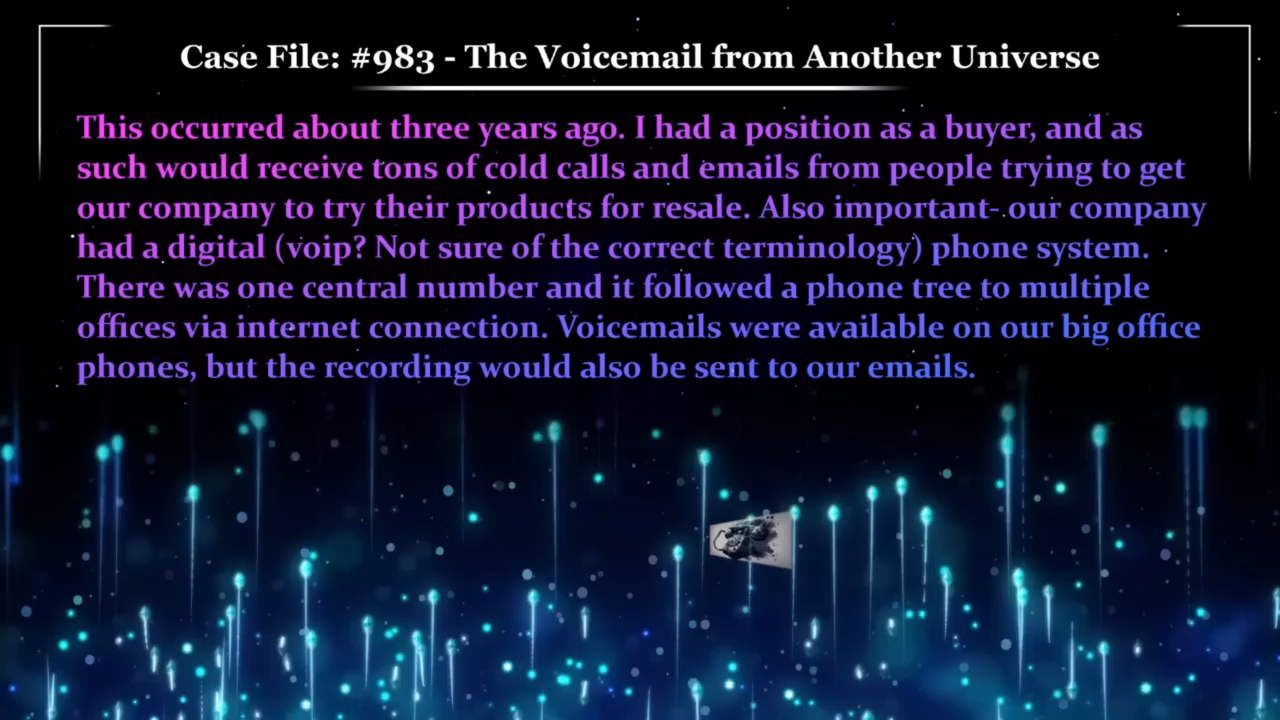 Case File: #983 - The Voicemail from Another Universe
This occurred about three years ago. I had a position as a buyer, and as
such would receive tons of cold calls and emails from people trying to get
our company to try their products for resale. Also important- our company
had a digital (voip? Not sure of the correct terminology) phone system.
There was one central number and it followed a phone tree to multiple
offices via internet connection. Voicemails were available on our big office
phones, but the recording would also be sent to our emails.